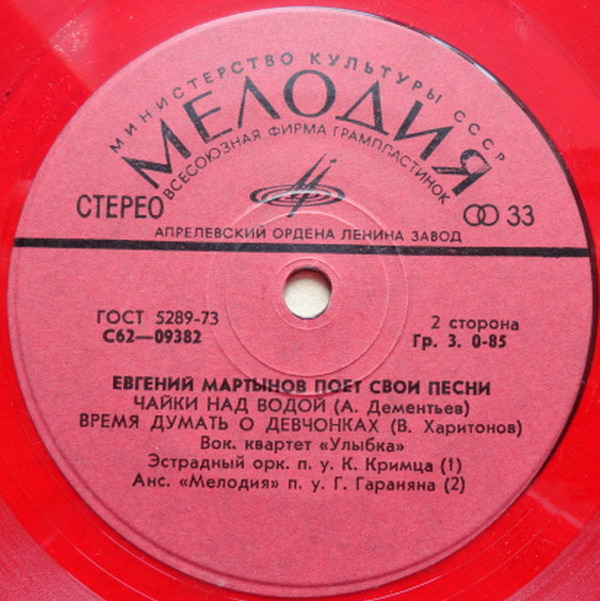 МИНИСТЕРСТВО КУЛЬТУРЫ СССР
МЕЛОДИЯ
ВСЕСОЮЗНАЯ ФИРМА ГРАМПЛАСТИНОК
СТЕРЕО
33
АПРЕЛЕВСКИЙ ОРДЕНА ЛЕНИНА ЗАВОД
ГОСТ 5289-73
С62—09382
2 сторона
Гр. 3. 0-85
ЕВГЕНИЙ МАРТЫНОВ ПОЕТ СВОИ ПЕСНИ
ЧАЙКИ НАД ВОДОЙ (А. Дементьев)
ВРЕМЯ ДУМАТЬ О ДЕВЧОНКАХ (В. Харитонов)
Вок. квартет «Улыбка»
Эстрадный орк. п. у. К. Кримца (1)
Анс. «Мелодия» п. у. Г. Гараняна (2)